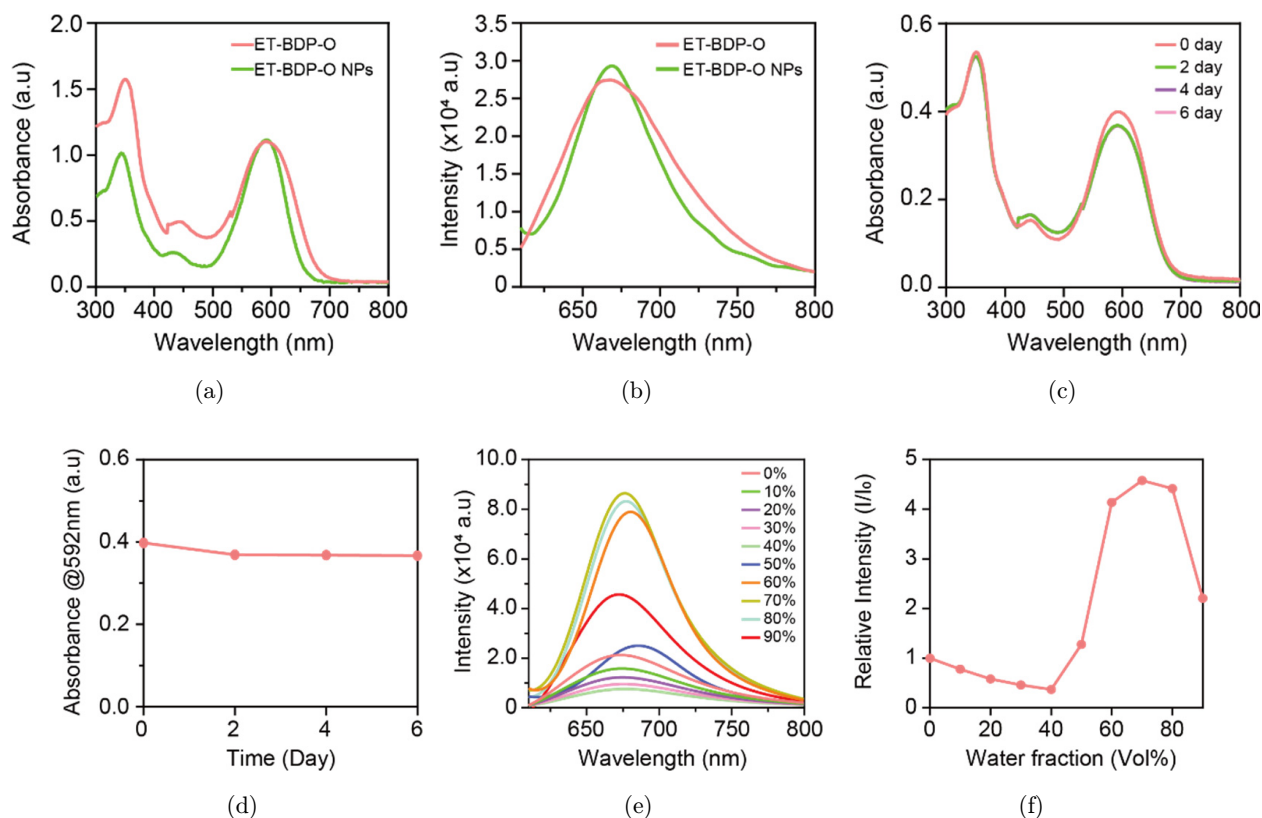 2.0
1.5
1.0
0.5
0.0
Absorbance (a.u)
ET-BDP-O
ET-BDP-O NPs
300 400 500 600 700 800
Wavelength (nm)
(a)
3.5
3.0
2.5
2.0
1.5
1.0
0.5
0
Intensity (x10⁴ a.u)
ET-BDP-O
ET-BDP-O NPs
650 700 750 800
Wavelength (nm)
(b)
0.6
0.4
0.2
0.0
Absorbance (a.u)
0 day
2 day
4 day
6 day
300 400 500 600 700 800
Wavelength (nm)
(c)
0.6
0.4
0.2
0.0
Absorbance @592nm (a.u)
0 2 4 6
Time (Day)
(d)
10.0
8.0
6.0
4.0
2.0
0
Intensity (x10⁴ a.u)
0%
10%
20%
30%
40%
50%
60%
70%
80%
90%
650 700 750 800
Wavelength (nm)
(e)
5
4
3
2
1
0
Relative Intensity (I/I₀)
0 20 40 60 80
Water fraction (Vol%)
(f)